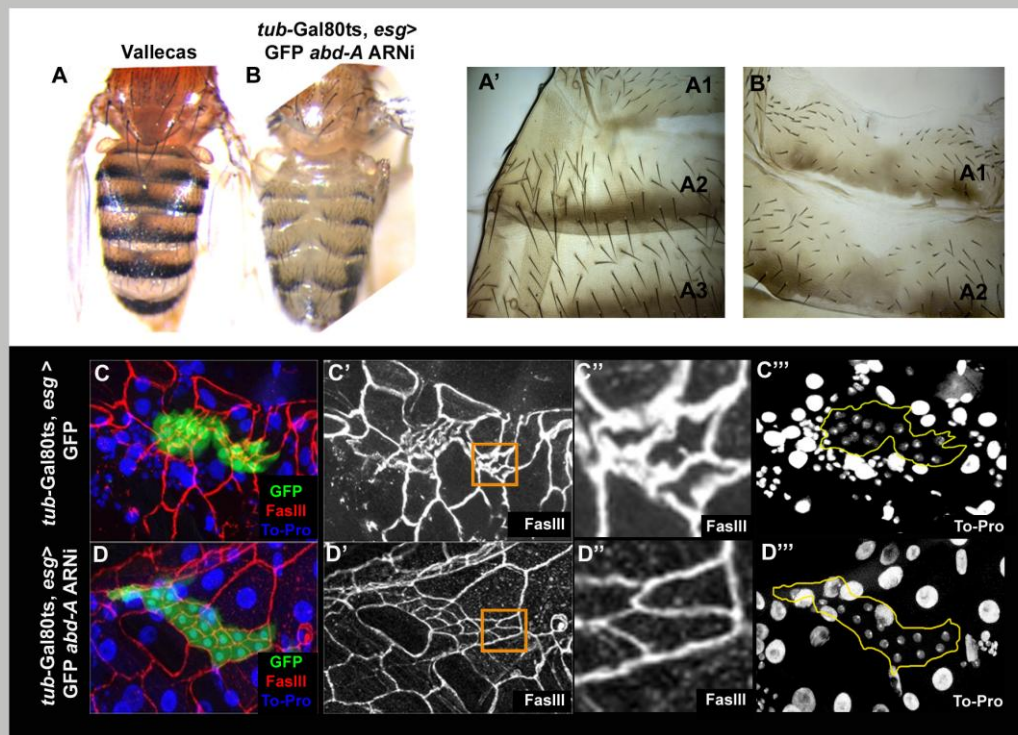 Vallecas
tub-Gal80ts, esg>
GFP abd-A ARNi
A
B
A'
A1
A2
A3
B'
A1
A2
tub-Gal80ts, esg >
GFP
C
GFP
FasIII
To-Pro
C'
FasIII
C''
FasIII
C'''
To-Pro
tub-Gal80ts, esg>
GFP abd-A ARNi
D
GFP
FasIII
To-Pro
D'
FasIII
D''
FasIII
D'''
To-Pro